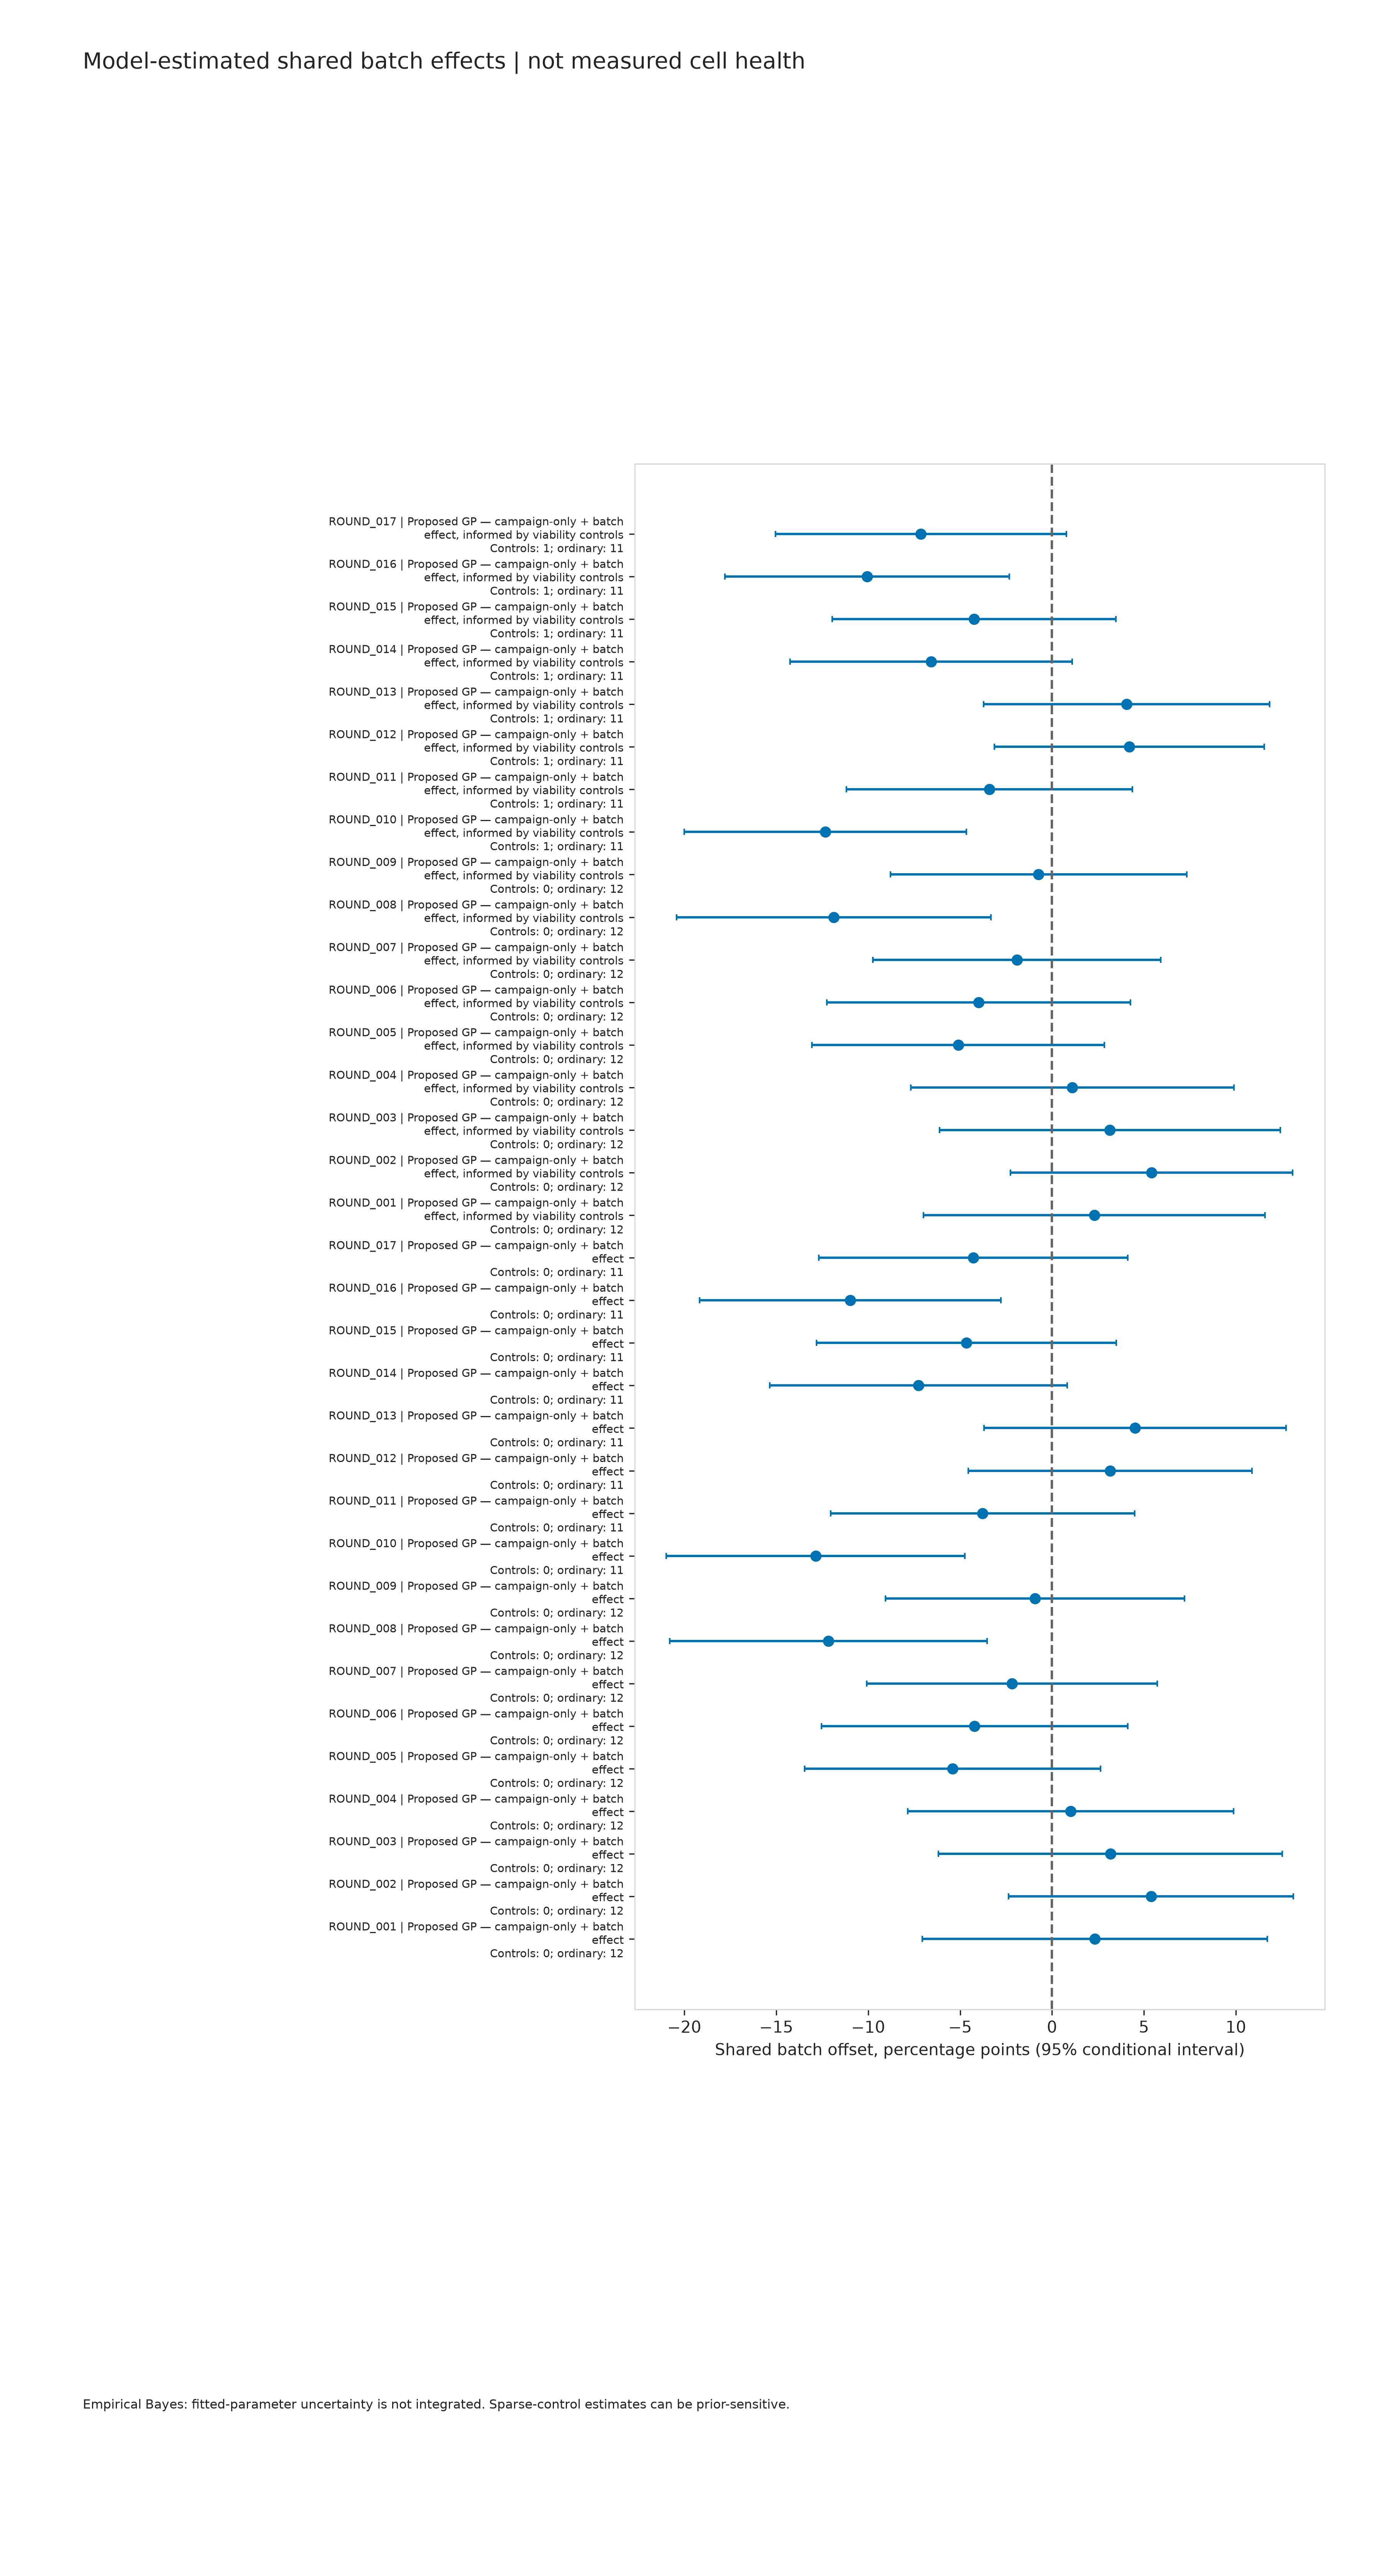 Model-estimated shared batch effects | not measured cell health
ROUND_017 | Proposed GP — campaign-only + batch
effect, informed by viability controls
Controls: 1; ordinary: 11
ROUND_016 | Proposed GP — campaign-only + batch
effect, informed by viability controls
Controls: 1; ordinary: 11
ROUND_015 | Proposed GP — campaign-only + batch
effect, informed by viability controls
Controls: 1; ordinary: 11
ROUND_014 | Proposed GP — campaign-only + batch
effect, informed by viability controls
Controls: 1; ordinary: 11
ROUND_013 | Proposed GP — campaign-only + batch
effect, informed by viability controls
Controls: 1; ordinary: 11
ROUND_012 | Proposed GP — campaign-only + batch
effect, informed by viability controls
Controls: 1; ordinary: 11
ROUND_011 | Proposed GP — campaign-only + batch
effect, informed by viability controls
Controls: 1; ordinary: 11
ROUND_010 | Proposed GP — campaign-only + batch
effect, informed by viability controls
Controls: 1; ordinary: 11
ROUND_009 | Proposed GP — campaign-only + batch
effect, informed by viability controls
Controls: 0; ordinary: 12
ROUND_008 | Proposed GP — campaign-only + batch
effect, informed by viability controls
Controls: 0; ordinary: 12
ROUND_007 | Proposed GP — campaign-only + batch
effect, informed by viability controls
Controls: 0; ordinary: 12
ROUND_006 | Proposed GP — campaign-only + batch
effect, informed by viability controls
Controls: 0; ordinary: 12
ROUND_005 | Proposed GP — campaign-only + batch
effect, informed by viability controls
Controls: 0; ordinary: 12
ROUND_004 | Proposed GP — campaign-only + batch
effect, informed by viability controls
Controls: 0; ordinary: 12
ROUND_003 | Proposed GP — campaign-only + batch
effect, informed by viability controls
Controls: 0; ordinary: 12
ROUND_002 | Proposed GP — campaign-only + batch
effect, informed by viability controls
Controls: 0; ordinary: 12
ROUND_001 | Proposed GP — campaign-only + batch
effect, informed by viability controls
Controls: 0; ordinary: 12
ROUND_017 | Proposed GP — campaign-only + batch
effect
Controls: 0; ordinary: 11
ROUND_016 | Proposed GP — campaign-only + batch
effect
Controls: 0; ordinary: 11
ROUND_015 | Proposed GP — campaign-only + batch
effect
Controls: 0; ordinary: 11
ROUND_014 | Proposed GP — campaign-only + batch
effect
Controls: 0; ordinary: 11
ROUND_013 | Proposed GP — campaign-only + batch
effect
Controls: 0; ordinary: 11
ROUND_012 | Proposed GP — campaign-only + batch
effect
Controls: 0; ordinary: 11
ROUND_011 | Proposed GP — campaign-only + batch
effect
Controls: 0; ordinary: 11
ROUND_010 | Proposed GP — campaign-only + batch
effect
Controls: 0; ordinary: 11
ROUND_009 | Proposed GP — campaign-only + batch
effect
Controls: 0; ordinary: 12
ROUND_008 | Proposed GP — campaign-only + batch
effect
Controls: 0; ordinary: 12
ROUND_007 | Proposed GP — campaign-only + batch
effect
Controls: 0; ordinary: 12
ROUND_006 | Proposed GP — campaign-only + batch
effect
Controls: 0; ordinary: 12
ROUND_005 | Proposed GP — campaign-only + batch
effect
Controls: 0; ordinary: 12
ROUND_004 | Proposed GP — campaign-only + batch
effect
Controls: 0; ordinary: 12
ROUND_003 | Proposed GP — campaign-only + batch
effect
Controls: 0; ordinary: 12
ROUND_002 | Proposed GP — campaign-only + batch
effect
Controls: 0; ordinary: 12
ROUND_001 | Proposed GP — campaign-only + batch
effect
Controls: 0; ordinary: 12
−20 −15 −10 −5 0 5 10
Shared batch offset, percentage points (95% conditional interval)
Empirical Bayes: fitted-parameter uncertainty is not integrated. Sparse-control estimates can be prior-sensitive.